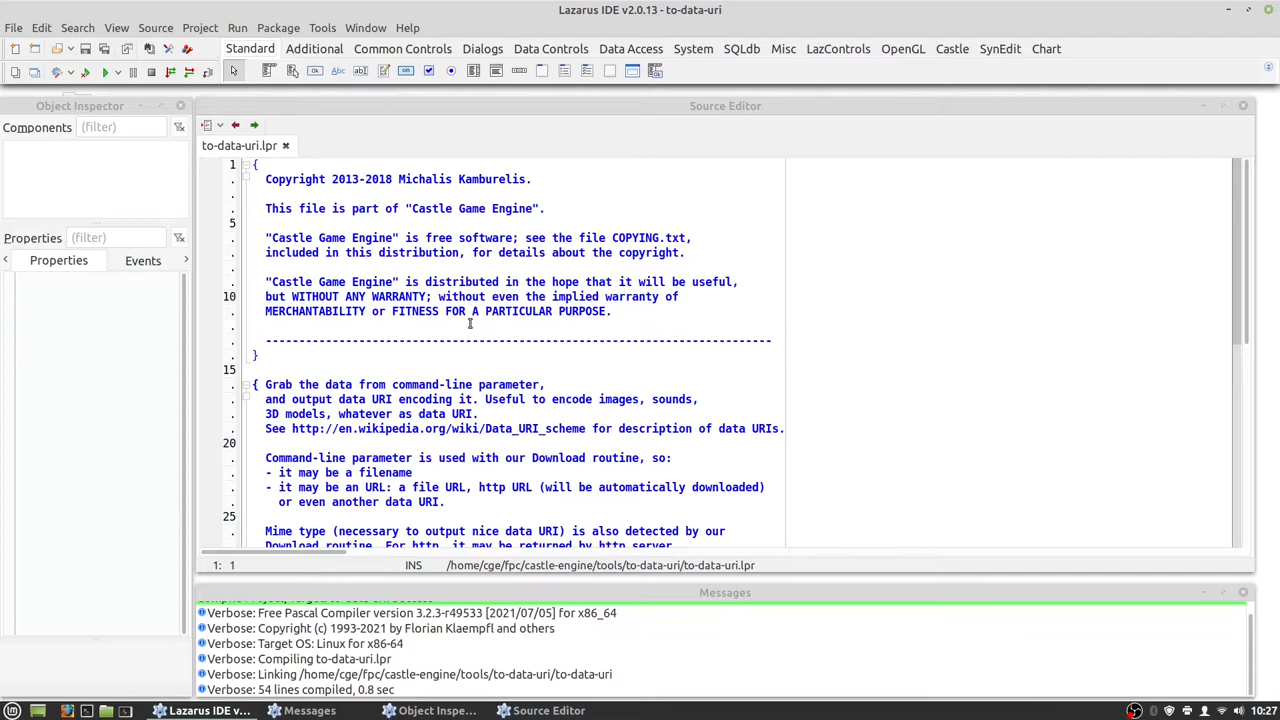 Lazarus IDE v2.0.13 - to-data-uri
File Edit Search View Source Project Run Package Tools Window Help
Standard Additional Common Controls Dialogs Data Controls Data Access System SQLdb Misc LazControls OpenGL Castle SynEdit Chart
Object Inspector
Source Editor
Components (filter)
to-data-uri.lpr
1 {
Copyright 2013-2018 Michalis Kamburelis.
This file is part of "Castle Game Engine".
5
"Castle Game Engine" is free software; see the file COPYING.txt,
included in this distribution, for details about the copyright.
"Castle Game Engine" is distributed in the hope that it will be useful,
10 but WITHOUT ANY WARRANTY; without even the implied warranty of
MERCHANTABILITY or FITNESS FOR A PARTICULAR PURPOSE.
----------------------------------------------------------------------------
}
15
{ Grab the data from command-line parameter,
and output data URI encoding it. Useful to encode images, sounds,
3D models, whatever as data URI.
See http://en.wikipedia.org/wiki/Data_URI_scheme for description of data URIs.
20
Command-line parameter is used with our Download routine, so:
- it may be a filename
- it may be an URL: a file URL, http URL (will be automatically downloaded)
or even another data URI.
25
Mime type (necessary to output nice data URI) is also detected by our
Download routine. For http, it may be returned by http server
Properties (filter)
Properties Events
1: 1 INS /home/cge/fpc/castle-engine/tools/to-data-uri/to-data-uri.lpr
Messages
Verbose: Free Pascal Compiler version 3.2.3-r49533 [2021/07/05] for x86_64
Verbose: Copyright (c) 1993-2021 by Florian Klaempfl and others
Verbose: Target OS: Linux for x86-64
Verbose: Compiling to-data-uri.lpr
Verbose: Linking /home/cge/fpc/castle-engine/tools/to-data-uri/to-data-uri
Verbose: 54 lines compiled, 0.8 sec
Lazarus IDE v... Messages Object Inspe... Source Editor 10:27